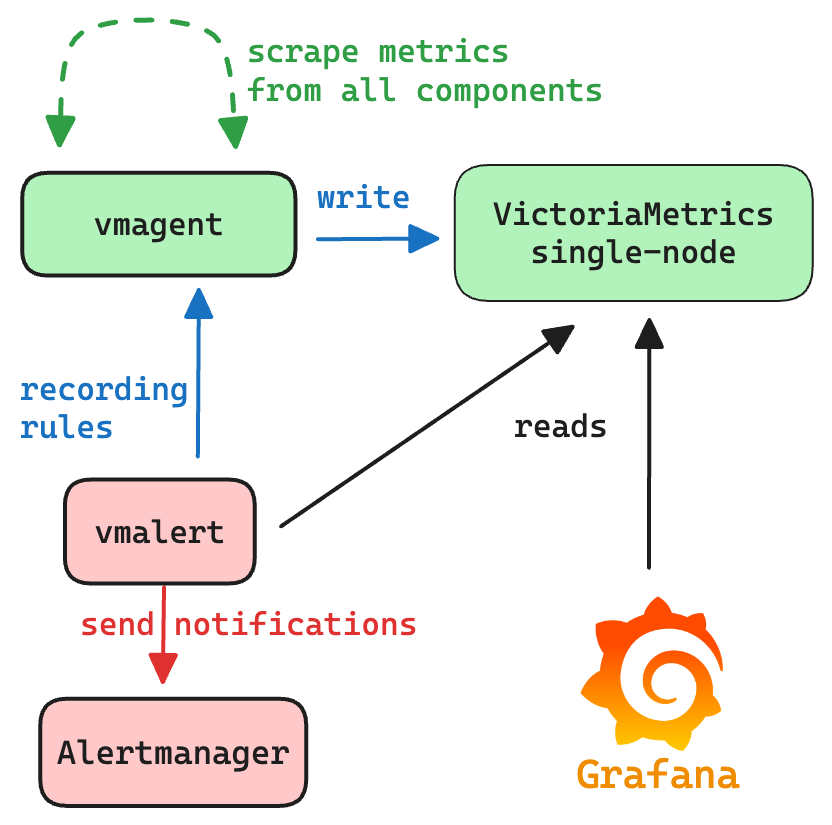 scrape metrics
from all components
vmagent
write
VictoriaMetrics
single-node
recording
rules
reads
vmalert
send notifications
Alertmanager
Grafana